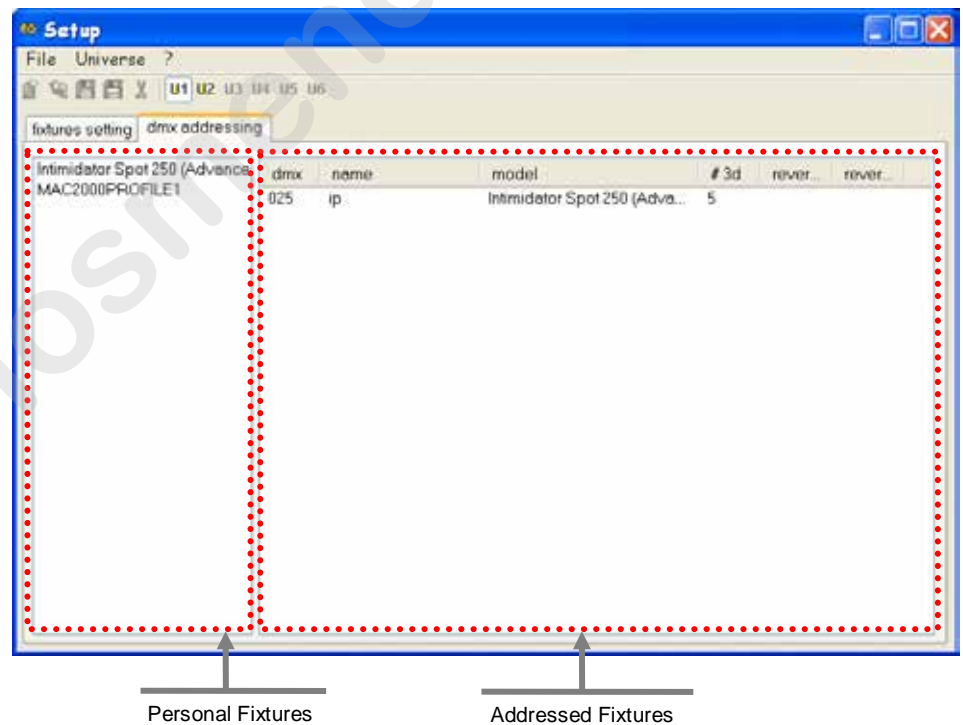 Setup
File Universe ?
U1 U2 U3 U4 U5 U6
fixtures setting dmx addressing
Intimidator Spot 250 (Advance
MAC2000PROFILE1
dmx name model # 3d rever... rever...
025 ip Intimidator Spot 250 (Adva... 5
Personal Fixtures
Addressed Fixtures